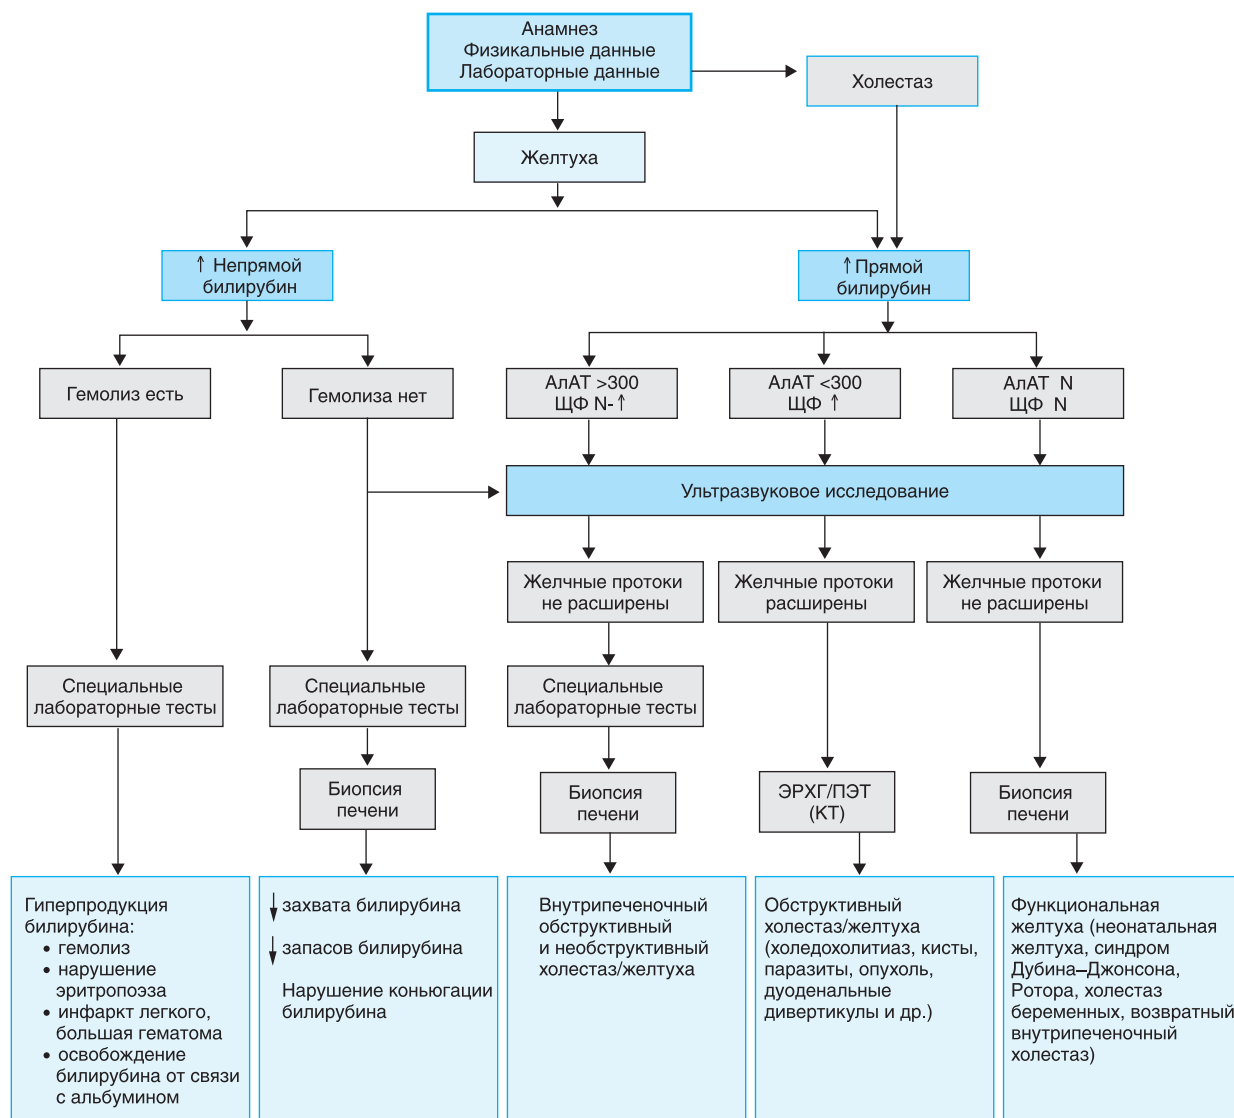 Анамнез
Физикальные данные
Лабораторные данные
Холестаз
Желтуха
↑ Непрямой
билирубин
↑ Прямой
билирубин
Гемолиз есть
Гемолиза нет
АлАТ >300
ЩФ N-↑
АлАТ <300
ЩФ ↑
АлАТ N
ЩФ N
Ультразвуковое исследование
Желчные протоки
не расширены
Желчные протоки
расширены
Желчные протоки
не расширены
Специальные
лабораторные тесты
Специальные
лабораторные тесты
Специальные
лабораторные тесты
Биопсия
печени
Биопсия
печени
ЭРХГ/ПЭТ
(КТ)
Биопсия
печени
Гиперпродукция
билирубина:
• гемолиз
• нарушение
эритропоэза
• инфаркт легкого,
большая гематома
• освобождение
билирубина от связи
с альбумином
↓ захвата билирубина
↓ запасов билирубина
Нарушение коньюгации
билирубина
Внутрипеченочный
обструктивный
и необструктивный
холестаз/желтуха
Обструктивный
холестаз/желтуха
(холедохолитиаз, кисты,
паразиты, опухоль,
дуоденальные
дивертикулы и др.)
Функциональная
желтуха (неонатальная
желтуха, синдром
Дубина–Джонсона,
Ротора, холестаз
беременных, возвратный
внутрипеченочный
холестаз)